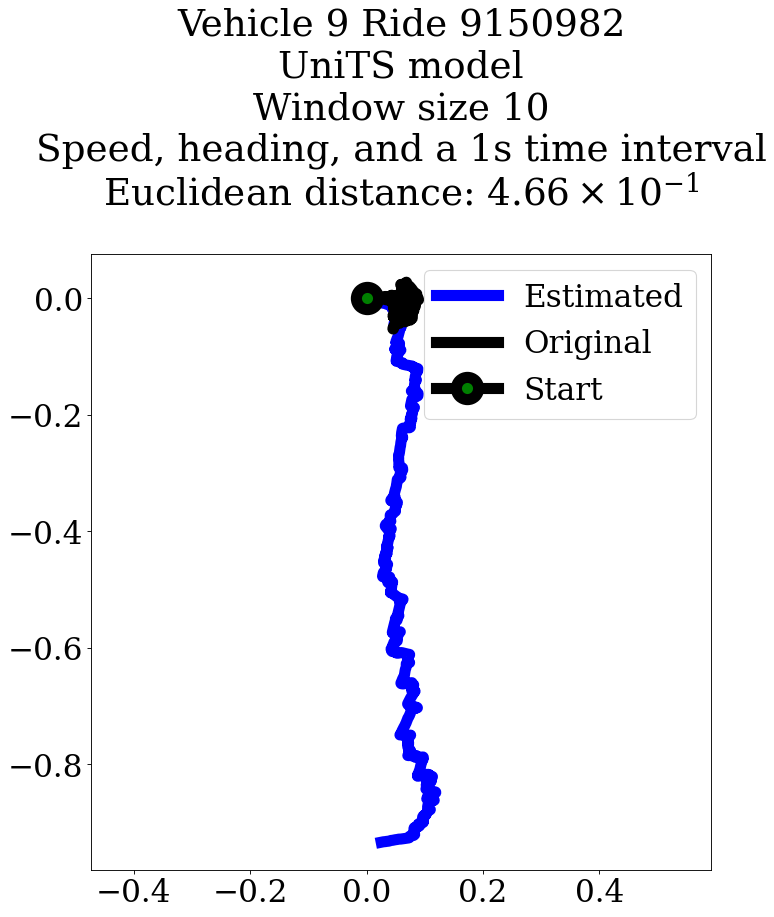 Vehicle 9 Ride 9150982
UniTS model
Window size 10
Speed, heading, and a 1s time interval
Euclidean distance: 4.66 × 10⁻¹
Estimated
Original
Start
0.0
−0.2
−0.4
−0.6
−0.8
−0.4
−0.2
0.0
0.2
0.4